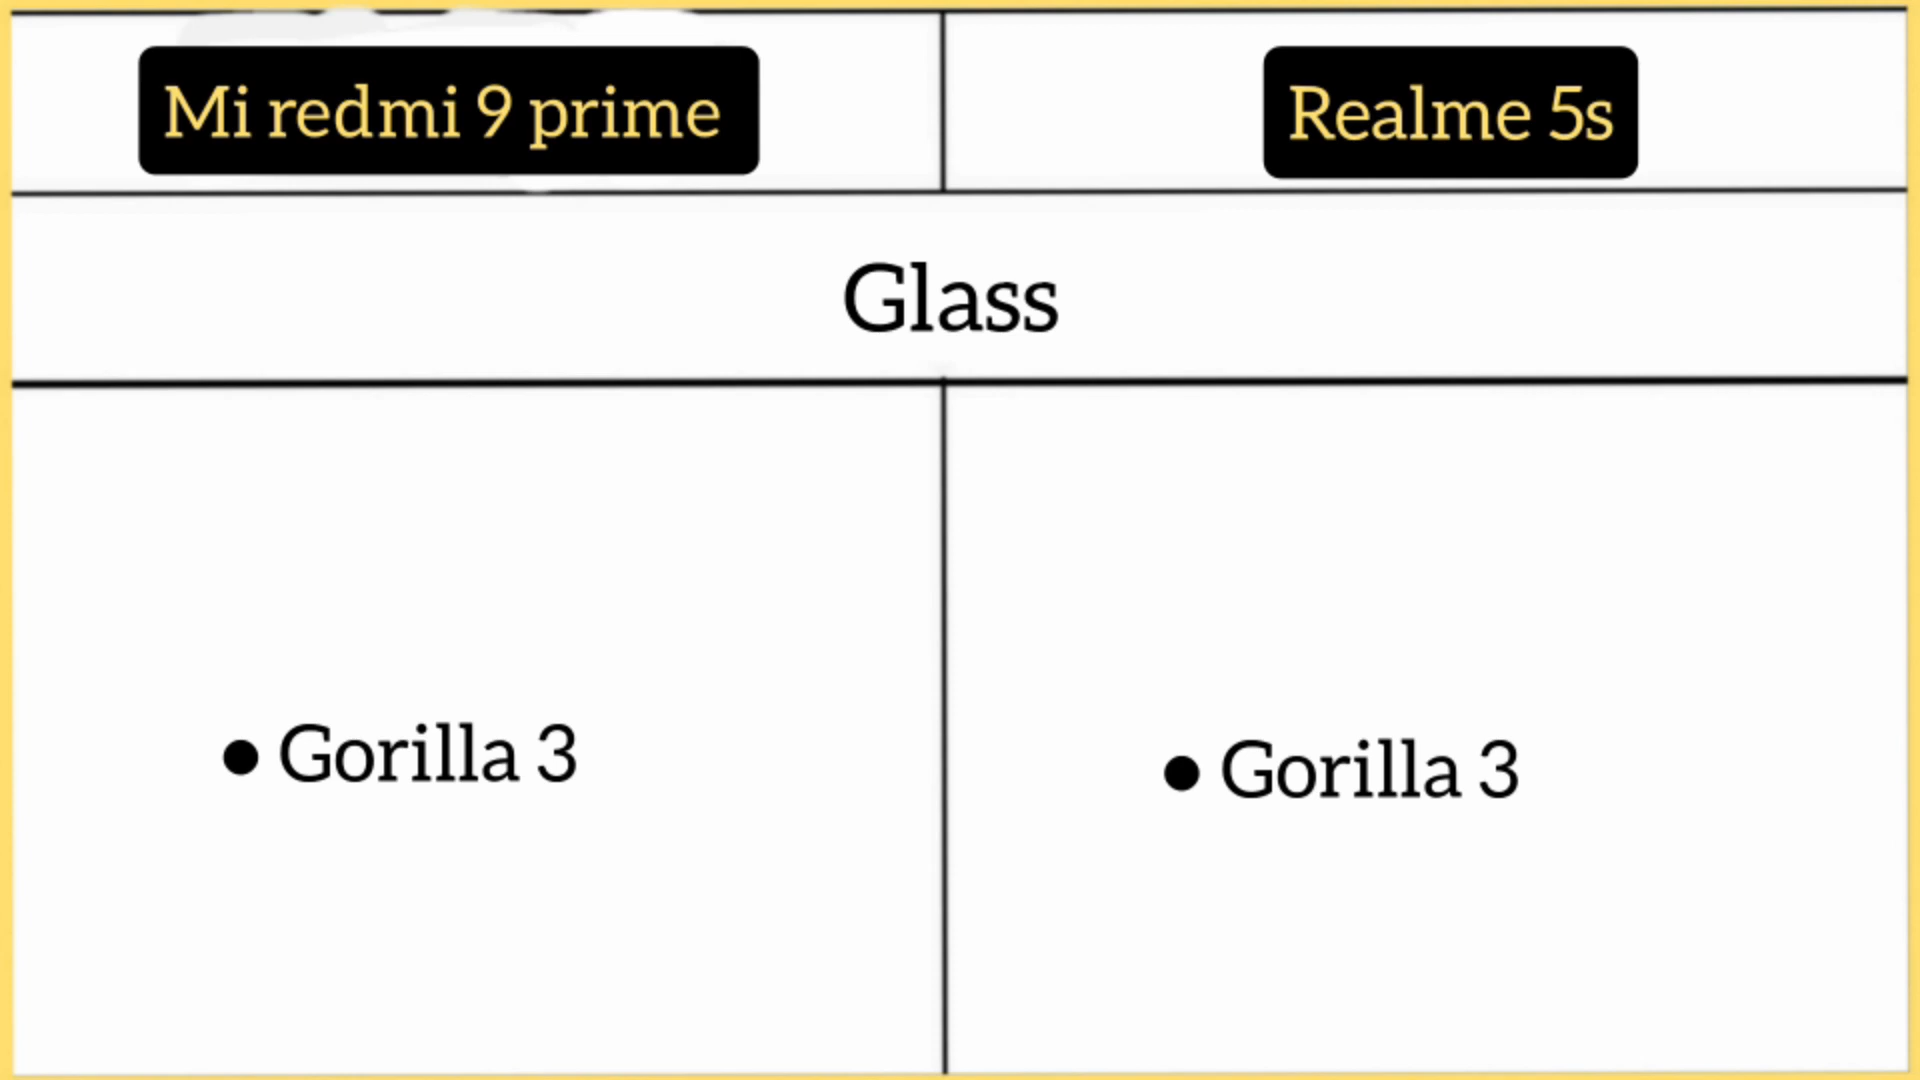 Mi redmi 9 prime
Realme 5s
Glass
• Gorilla 3
• Gorilla 3